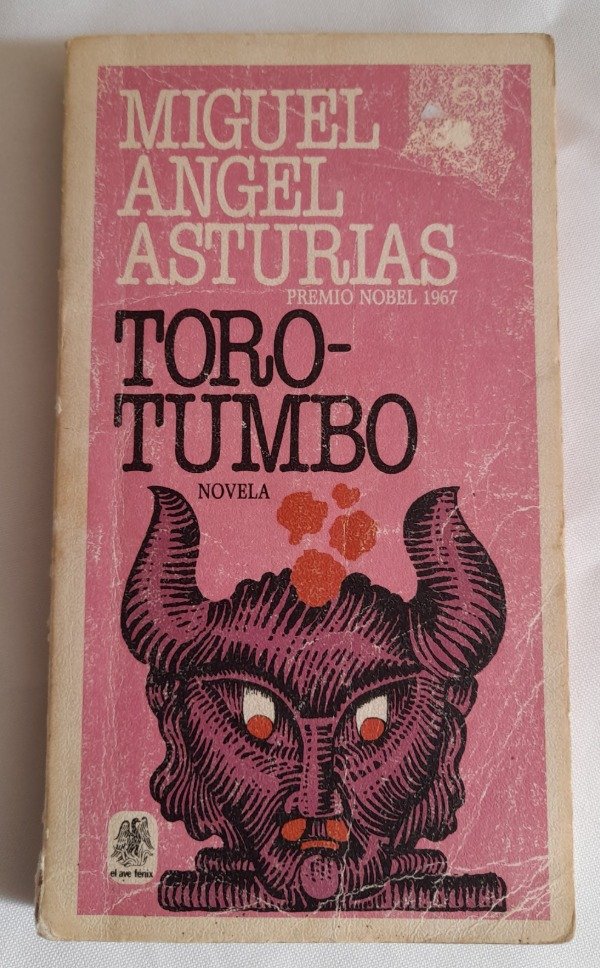 MIGUEL
ANGEL
ASTURIAS
PREMIO NOBEL 1967
TORO-
TUMBO
NOVELA
el ave fénix